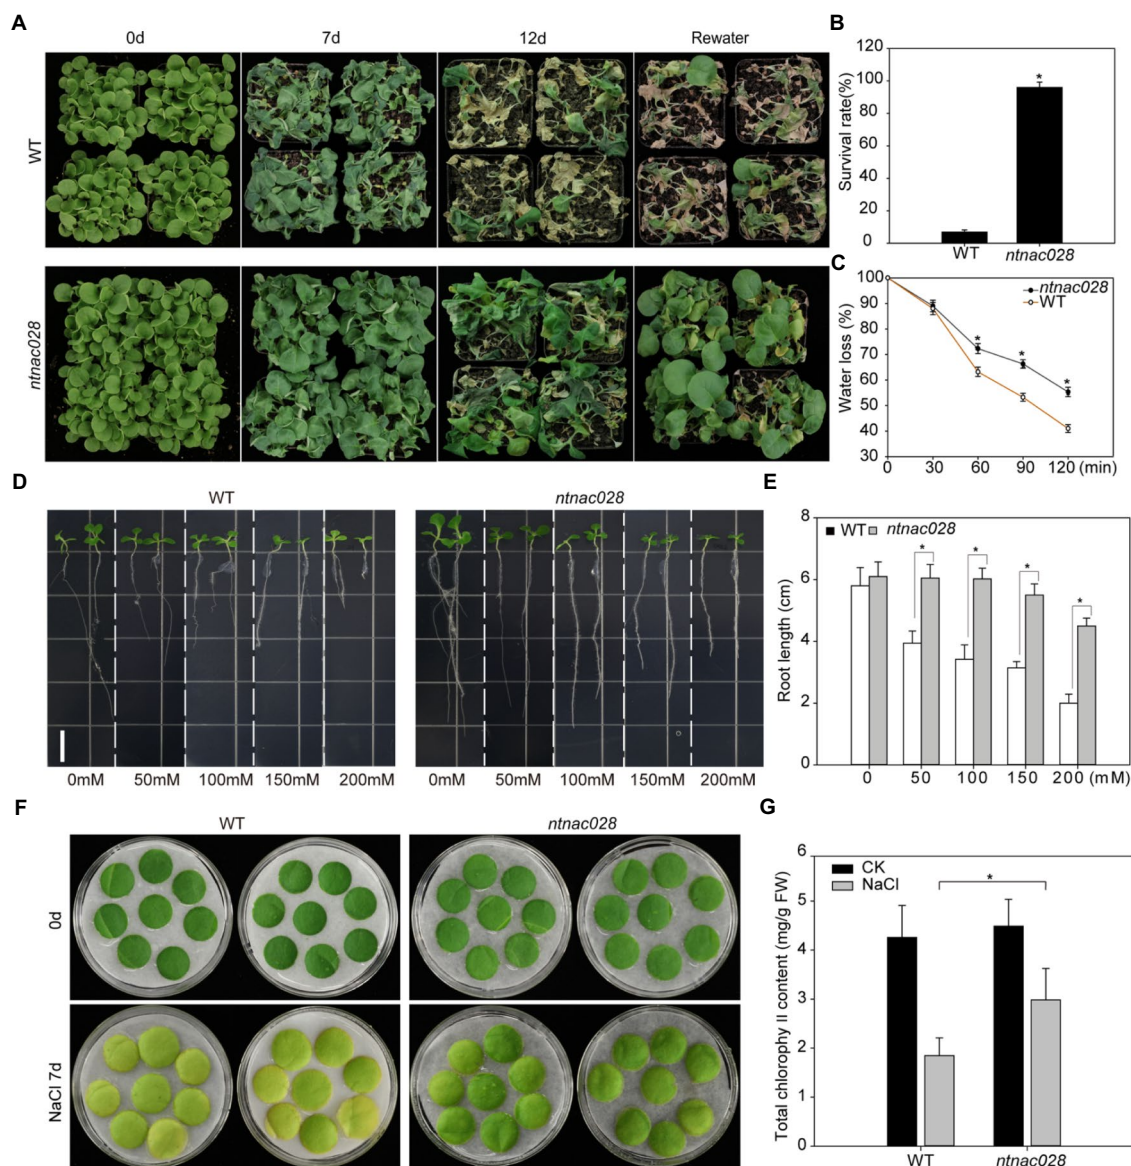 A
0d
7d
12d
Rewater
WT
ntnac028
B
120
100
80
60
40
20
0
Survival rate(%)
*
WT
ntnac028
C
100
90
80
70
60
50
40
30
Water loss (%)
ntnac028
WT
*
*
*
0
30
60
90
120 (min)
D
WT
ntnac028
0mM
50mM
100mM
150mM
200mM
0mM
50mM
100mM
150mM
200mM
E
WT
ntnac028
8
6
4
2
0
Root length (cm)
*
*
*
*
0
50
100
150
200 (mM)
F
WT
ntnac028
0d
NaCl 7d
G
6
5
4
3
2
1
0
Total chlorophy II content (mg/g FW)
CK
NaCl
*
WT
ntnac028